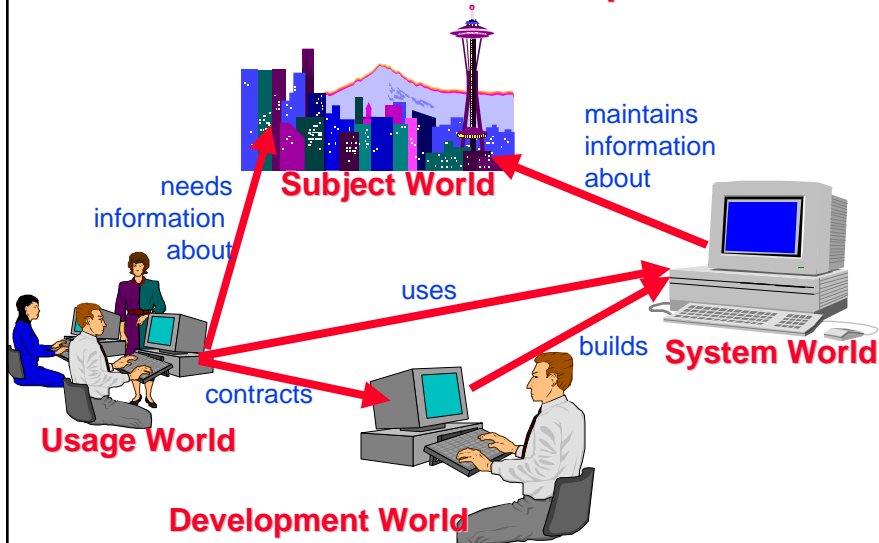 maintains
information
about
Subject World
needs
information
about
uses
builds
System World
contracts
Usage World
Development World